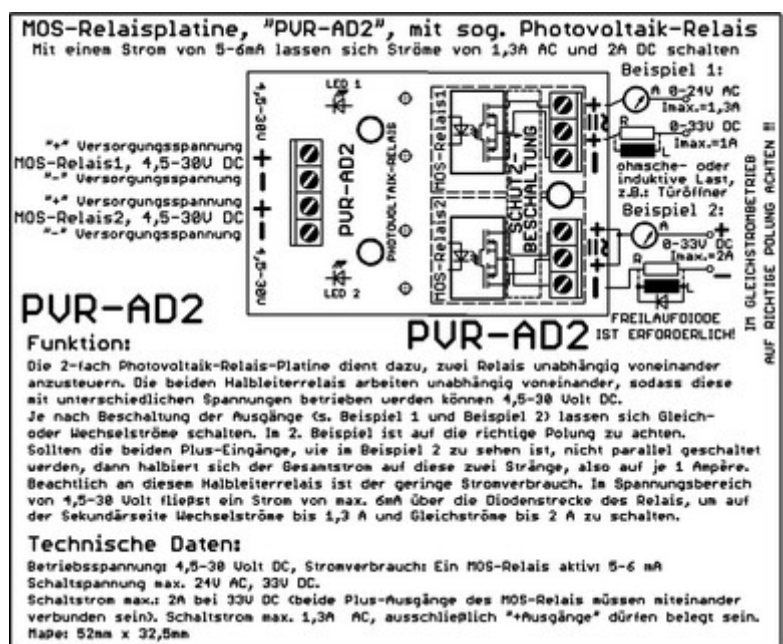 MOS-Relaisplatine, "PVR-AD2", mit sog. Photovoltaik-Relais
Mit einem Strom von 5-6mA lassen sich Ströme von 1,3A AC und 2A DC schalten
4,5-30V
"+" Versorgungsspannung
MOS-Relais1, 4,5-30V DC
"-" Versorgungsspannung
"+" Versorgungsspannung
MOS-Relais2, 4,5-30V DC
"-" Versorgungsspannung
4,5-30V
+
-
+
-
LED 1
LED 2
PVR-AD2
PHOTOVOLTAIK-RELAIS
MOS-Relais1
MOS-Relais2
SCHUTZ-
BESCHALTUNG
+
≈
+
-
+
≈
+
-
Beispiel 1:
A 0-24V AC
Imax.=1,3A
R 0-33V DC
Imax.=1A
L
ohmsche- oder
induktive Last,
z.B.: Türöffner
Beispiel 2:
A +
0-33V DC
Imax.=2A
R
-
L
FREILAUFDIODE
IST ERFORDERLICH!
IM GLEICHSTROMBETRIEB
AUF RICHTIGE POLUNG ACHTEN !!!
PVR-AD2
PVR-AD2
Funktion:
Die 2-fach Photovoltaik-Relais-Platine dient dazu, zwei Relais unabhängig voneinander
anzusteuern. Die beiden Halbleiterrelais arbeiten unabhängig voneinander, sodass diese
mit unterschiedlichen Spannungen betrieben werden können 4,5-30 Volt DC.
Je nach Beschaltung der Ausgänge (s. Beispiel 1 und Beispiel 2) lassen sich Gleich-
oder Wechselströme schalten. Im 2. Beispiel ist auf die richtige Polung zu achten.
Sollten die beiden Plus-Eingänge, wie im Beispiel 2 zu sehen ist, nicht parallel geschaltet
werden, dann halbiert sich der Gesamtstrom auf diese zwei Stränge, also auf je 1 Ampère.
Beachtlich an diesem Halbleiterrelais ist der geringe Stromverbrauch. Im Spannungsbereich
von 4,5-30 Volt fließt ein Strom von max. 6mA über die Diodenstrecke des Relais, um auf
der Sekundärseite Wechselströme bis 1,3 A und Gleichströme bis 2 A zu schalten.
Technische Daten:
Betriebsspannung: 4,5-30 Volt DC, Stromverbrauch: Ein MOS-Relais aktiv: 5-6 mA
Schaltspannung max. 24V AC, 33V DC.
Schaltstrom max.: 2A bei 33V DC (beide Plus-Ausgänge des MOS-Relais müssen miteinander
verbunden sein). Schaltstrom max. 1,3A AC, ausschließlich "+Ausgänge" dürfen belegt sein.
Maße: 52mm x 32,5mm